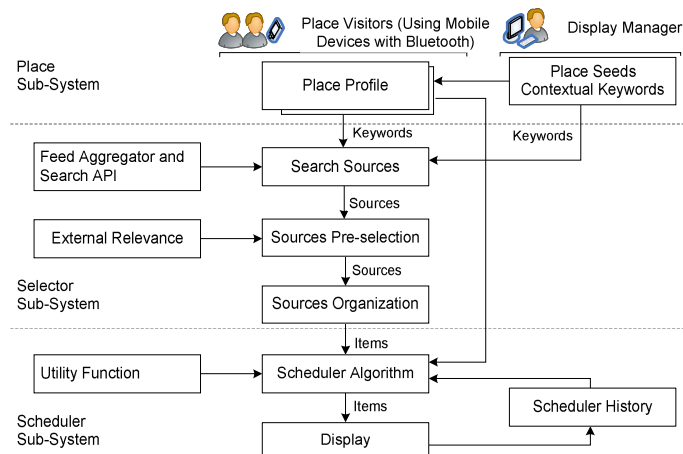 Place Visitors (Using Mobile
Devices with Bluetooth)
Display Manager
Place
Sub-System
Place Profile
Place Seeds
Contextual Keywords
Keywords
Keywords
Feed Aggregator and
Search API
Search Sources
Sources
External Relevance
Sources Pre-selection
Sources
Selector
Sub-System
Sources Organization
Items
Utility Function
Scheduler Algorithm
Items
Scheduler History
Scheduler
Sub-System
Display